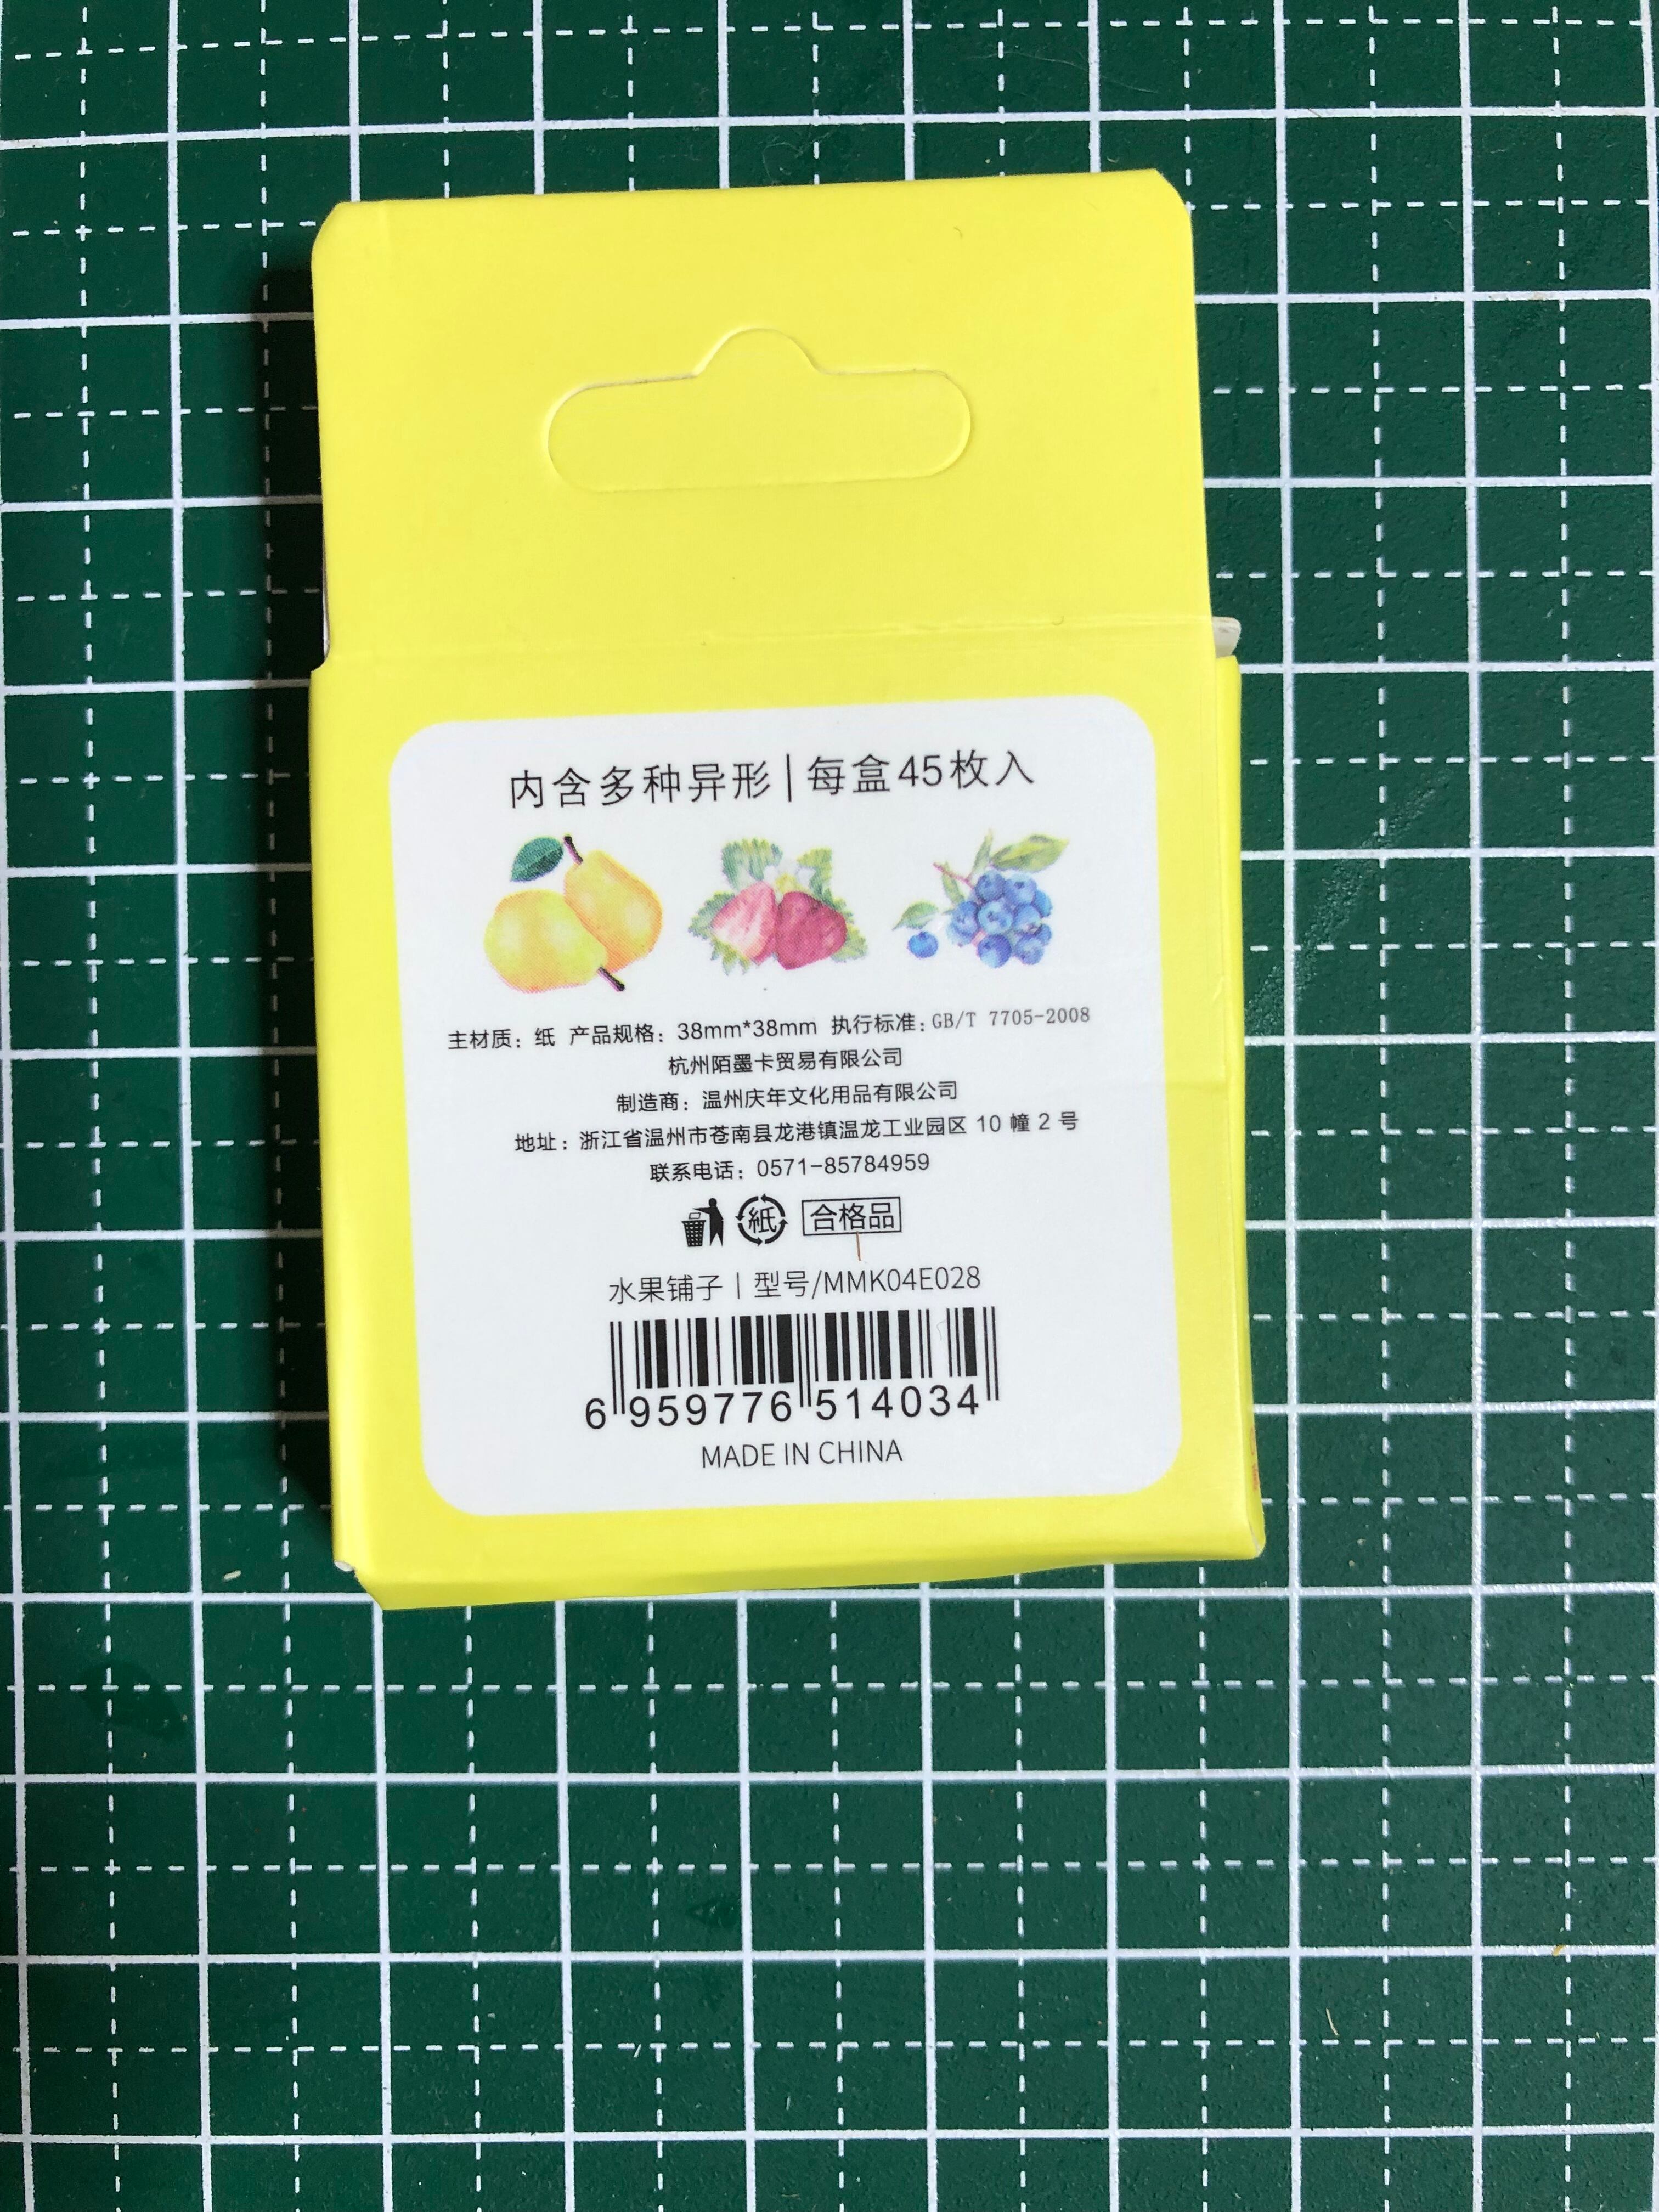 内含多种异形|每盒45枚入
主材质：纸 产品规格：38mm*38mm 执行标准：GB/T 7705-2008
杭州陌墨卡贸易有限公司
制造商：温州庆年文化用品有限公司
地址：浙江省温州市苍南县龙港镇温龙工业园区 10 幢 2 号
联系电话：0571-85784959
紙 合格品
水果铺子 | 型号/MMK04E028
6 959776 514034
MADE IN CHINA